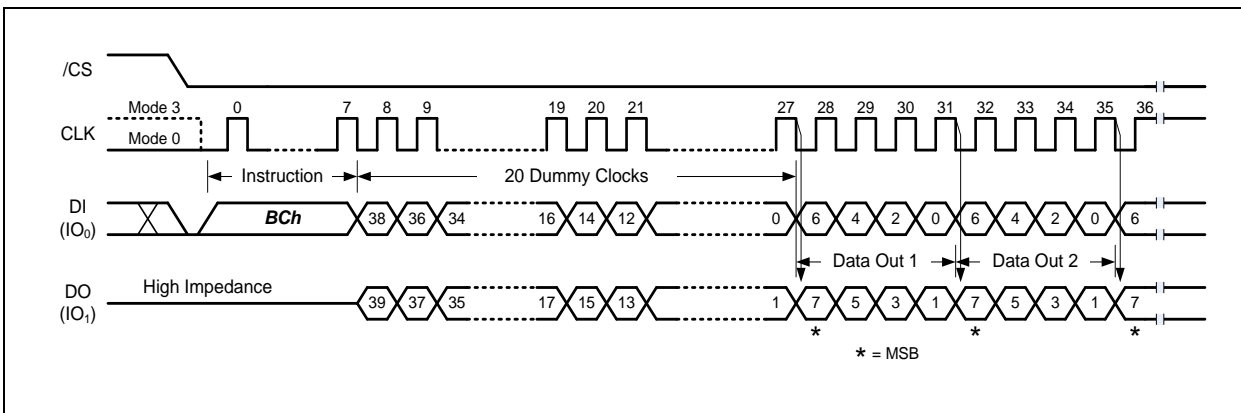 /CS
Mode 3 0 7 8 9 19 20 21 27 28 29 30 31 32 33 34 35 36
CLK
Mode 0
Instruction 20 Dummy Clocks
DI
(IO₀)
BCh 38 36 34 16 14 12 0 6 4 2 0 6 4 2 0 6
Data Out 1 Data Out 2
High Impedance
DO
(IO₁)
39 37 35 17 15 13 1 7 5 3 1 7 5 3 1 7
* * *
* = MSB